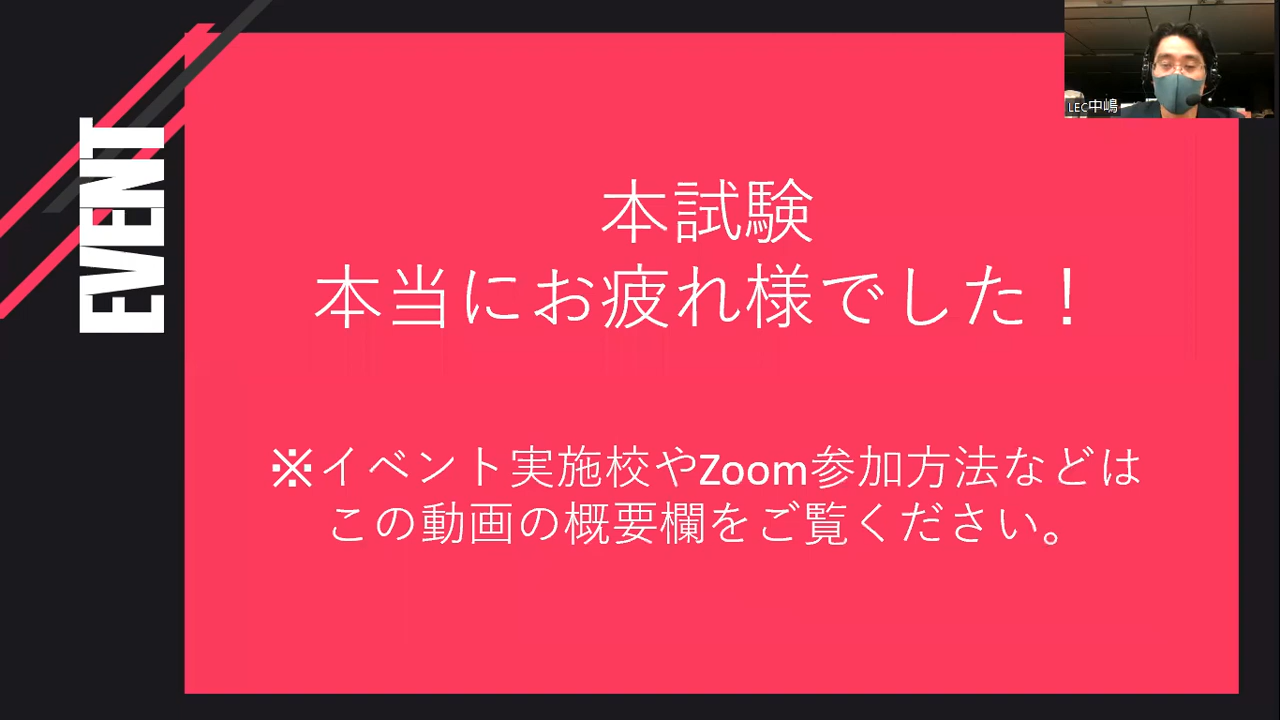 EVENT
本試験
本当にお疲れ様でした！
※イベント実施校やZoom参加方法などは
この動画の概要欄をご覧ください。
LEC中嶋